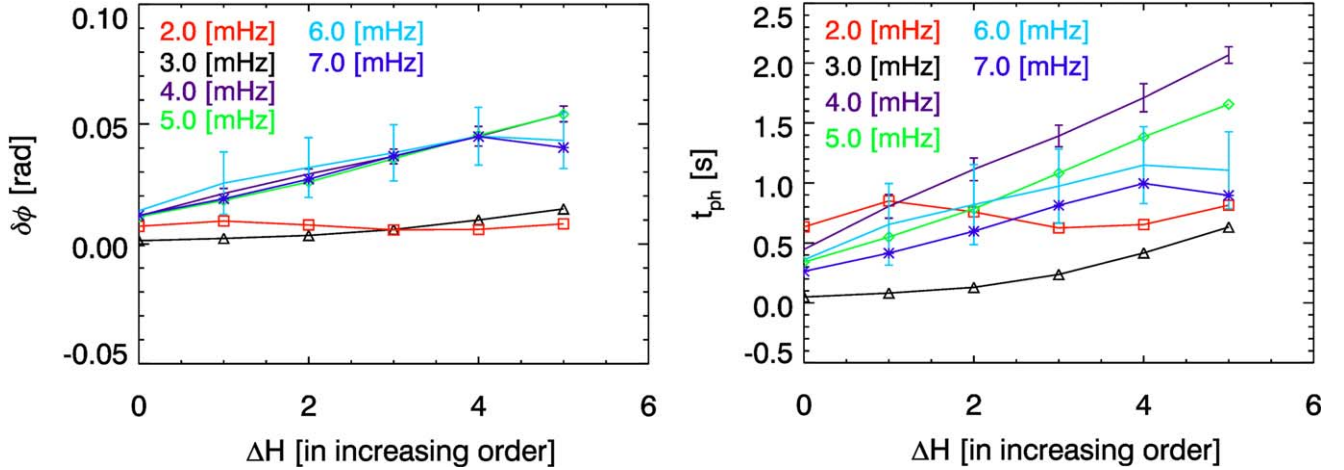 0.10
0.05
0.00
-0.05
δϕ [rad]
2.0 [mHz] 6.0 [mHz]
3.0 [mHz] 7.0 [mHz]
4.0 [mHz]
5.0 [mHz]
0 2 4 6
ΔH [in increasing order]
2.5
2.0
1.5
1.0
0.5
0.0
-0.5
tph [s]
2.0 [mHz] 6.0 [mHz]
3.0 [mHz] 7.0 [mHz]
4.0 [mHz]
5.0 [mHz]
0 2 4 6
ΔH [in increasing order]